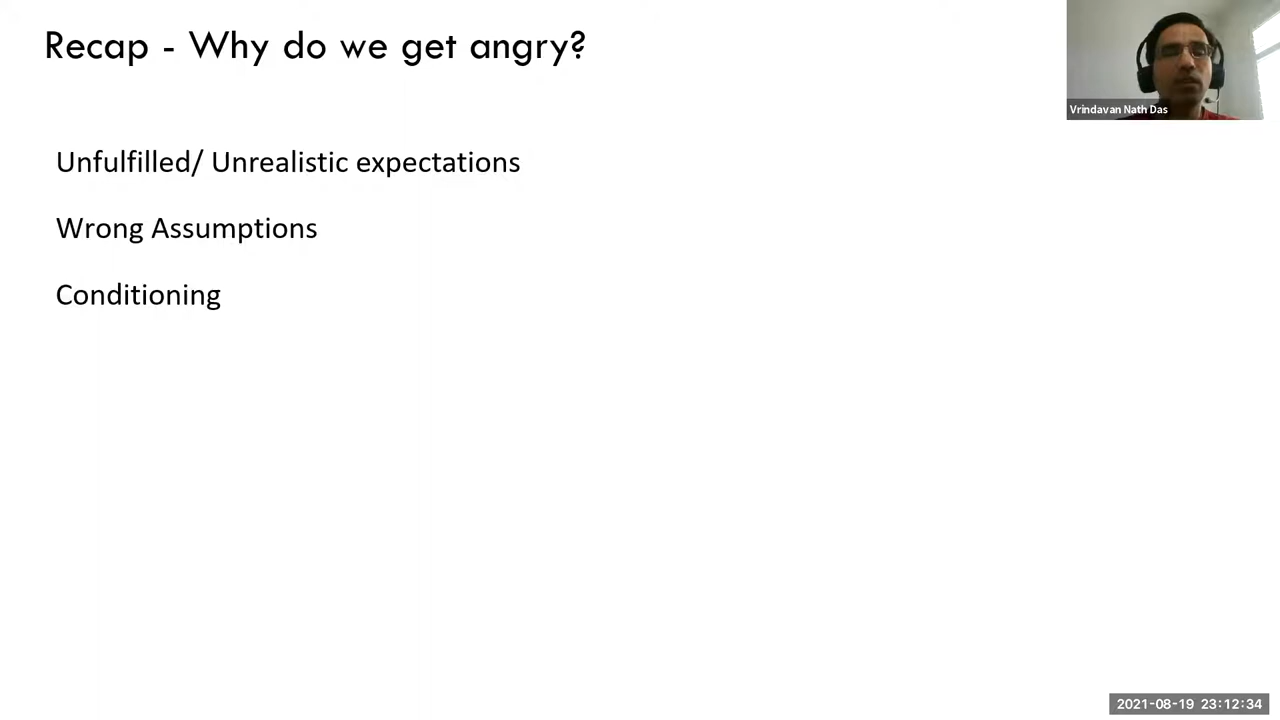 Recap - Why do we get angry?
Vrindavan Nath Das
Unfulfilled/ Unrealistic expectations
Wrong Assumptions
Conditioning
2021-08-19 23:12:34